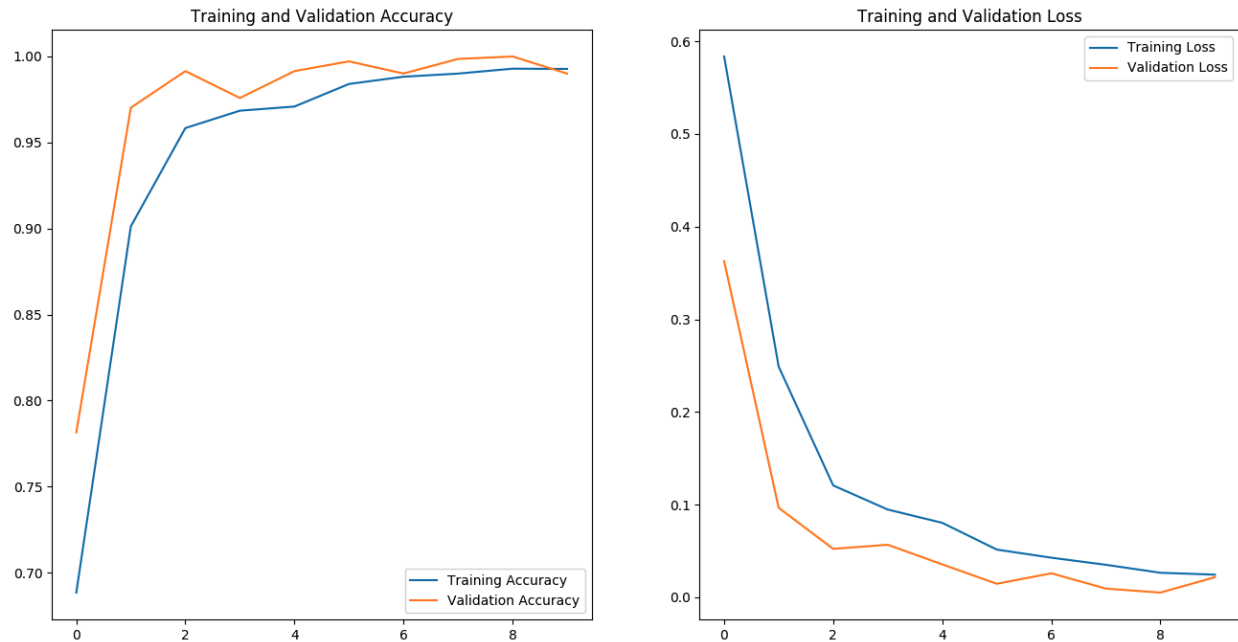 Training and Validation Accuracy
1.00
0.95
0.90
0.85
0.80
0.75
0.70
Training Accuracy
Validation Accuracy
0 2 4 6 8
Training and Validation Loss
0.6
Training Loss
Validation Loss
0.5
0.4
0.3
0.2
0.1
0.0
0 2 4 6 8